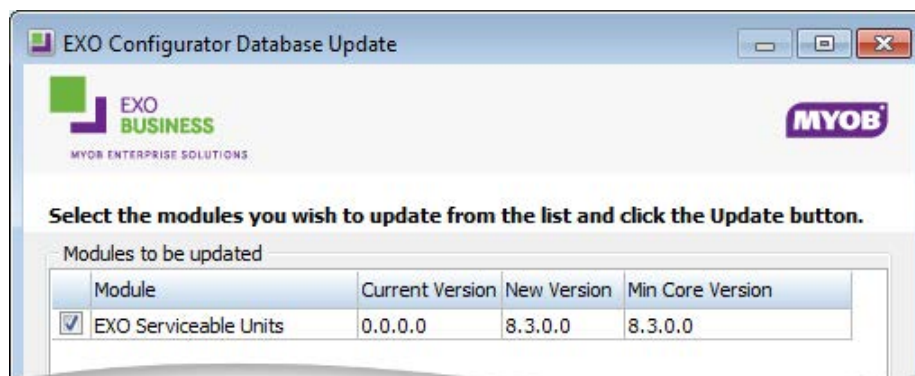 EXO Configurator Database Update
EXO
BUSINESS
MYOB ENTERPRISE SOLUTIONS
MYOB
Select the modules you wish to update from the list and click the Update button.
Modules to be updated
Module Current Version New Version Min Core Version
EXO Serviceable Units 0.0.0.0 8.3.0.0 8.3.0.0